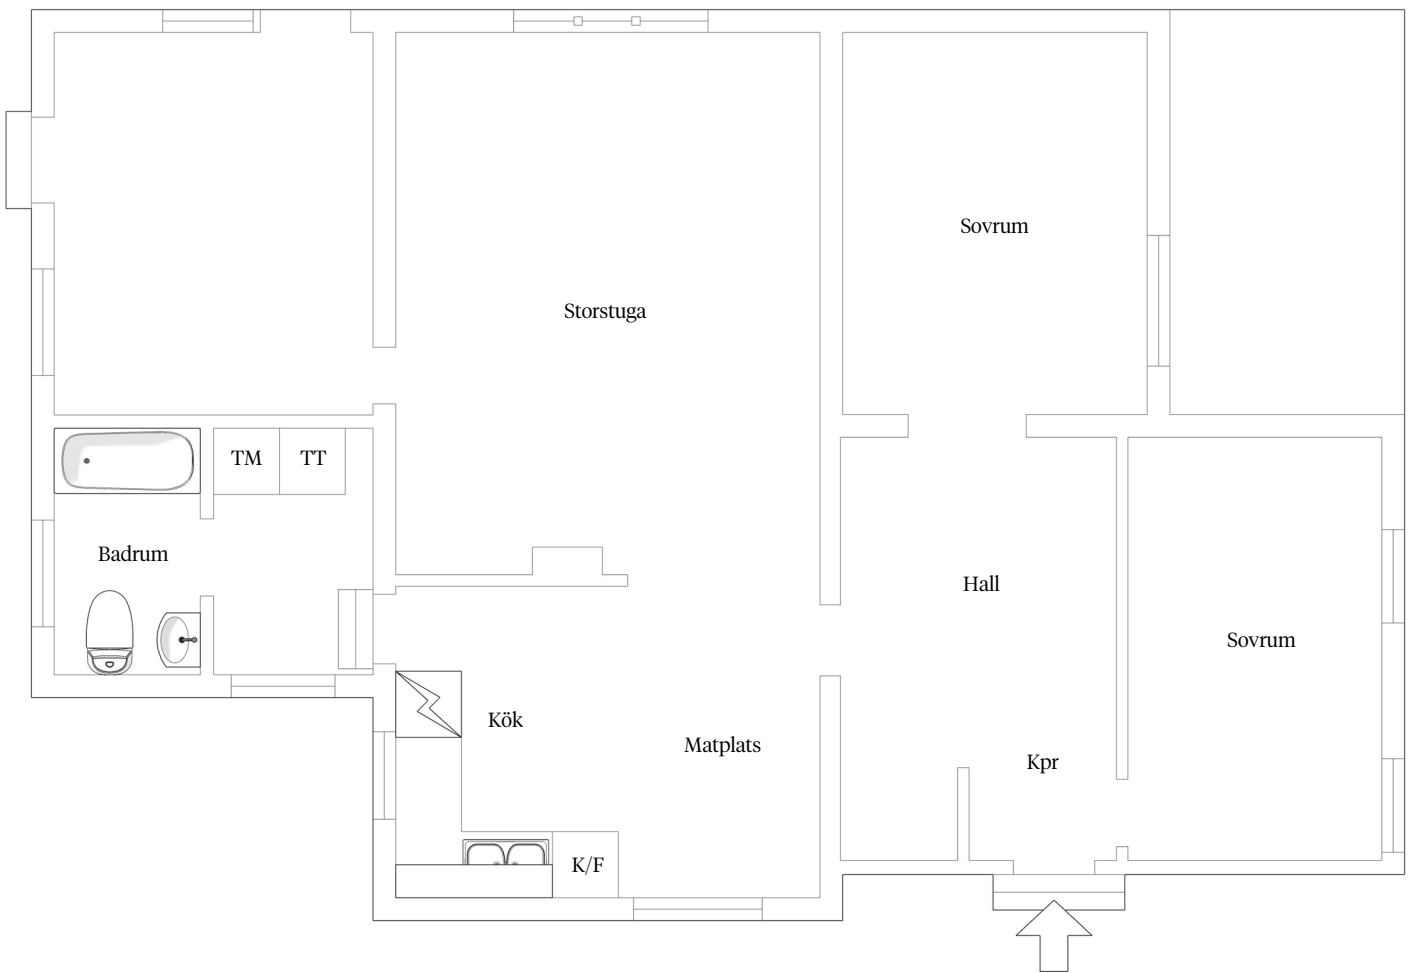 Sovrum
Storstuga
TM
TT
Badrum
Hall
Sovrum
Kök
Matplats
Kpr
K/F